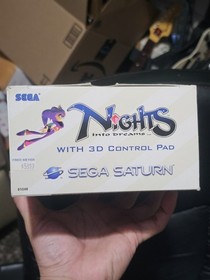 SEGA
NiGHTS
into dreams...
WITH 3D CONTROL PAD
SEGA SATURN